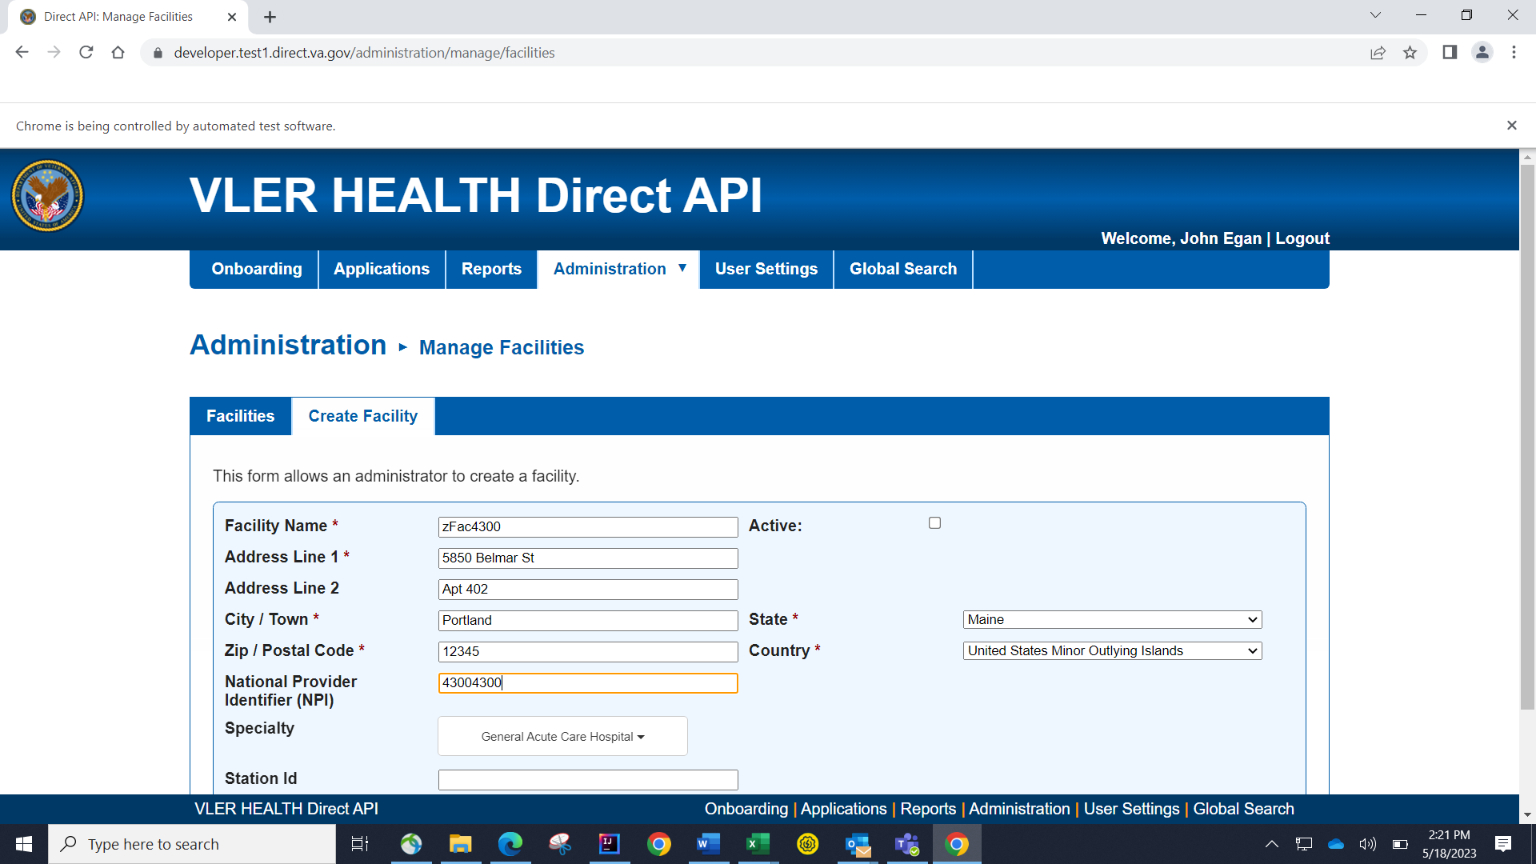 Direct API: Manage Facilities
developer.test1.direct.va.gov/administration/manage/facilities
Chrome is being controlled by automated test software.
VLER HEALTH Direct API
Welcome, John Egan | Logout
Onboarding Applications Reports Administration ▼ User Settings Global Search
Administration ► Manage Facilities
Facilities Create Facility
This form allows an administrator to create a facility.
Facility Name * zFac4300 Active:
Address Line 1 * 5850 Belmar St
Address Line 2 Apt 402
City / Town * Portland State * Maine
Zip / Postal Code * 12345 Country * United States Minor Outlying Islands
National Provider Identifier (NPI) 43004300
Specialty General Acute Care Hospital
Station Id
VLER HEALTH Direct API Onboarding | Applications | Reports | Administration | User Settings | Global Search
Type here to search
2:21 PM
5/18/2023